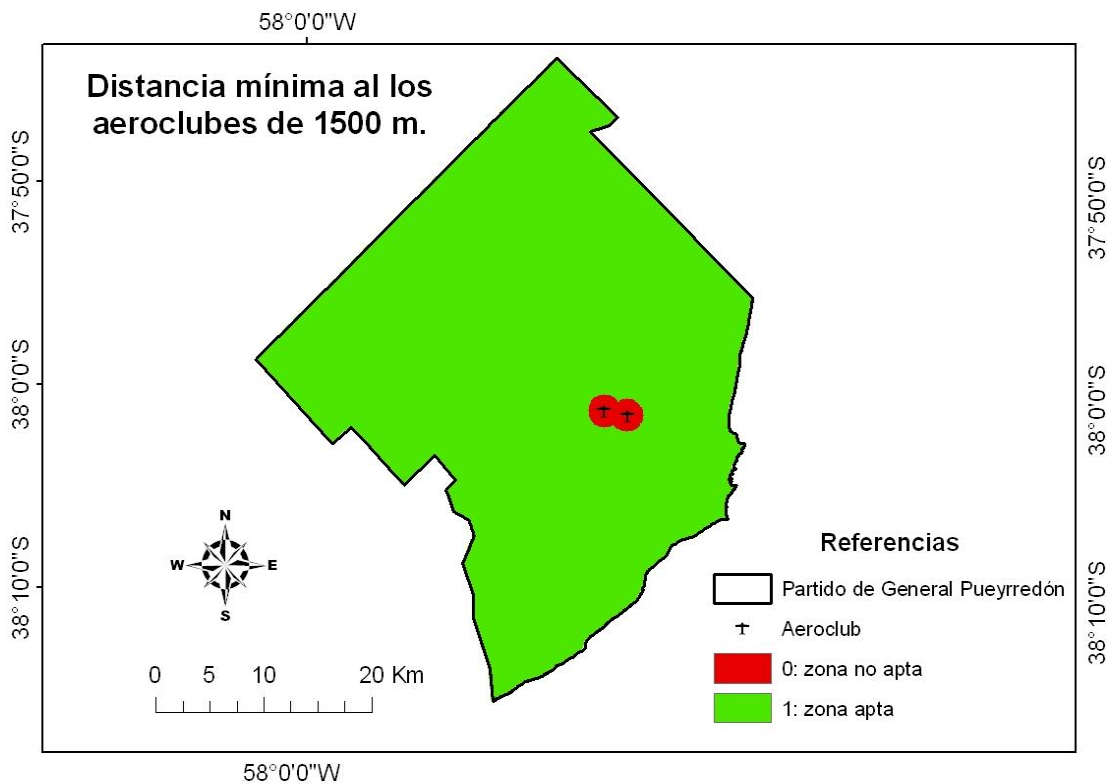 58°0'0"W
Distancia mínima al los
aeroclubes de 1500 m.
37°50'0"S
37°50'0"S
38°0'0"S
38°0'0"S
38°10'0"S
38°10'0"S
N
W
E
S
0 5 10 20 Km
Referencias
Partido de General Pueyrredón
Aeroclub
0: zona no apta
1: zona apta
58°0'0"W